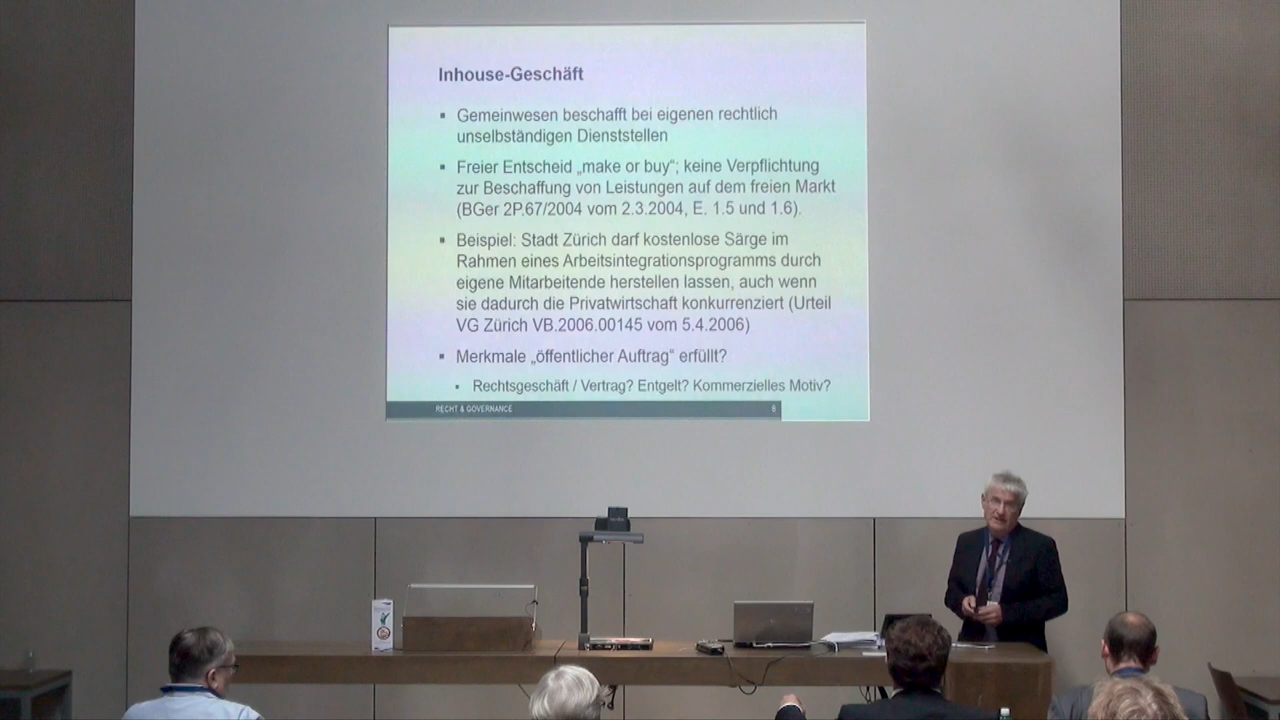 Inhouse-Geschäft
▪ Gemeinwesen beschafft bei eigenen rechtlich
unselbständigen Dienststellen
▪ Freier Entscheid „make or buy“; keine Verpflichtung
zur Beschaffung von Leistungen auf dem freien Markt
(BGer 2P.67/2004 vom 2.3.2004, E. 1.5 und 1.6).
▪ Beispiel: Stadt Zürich darf kostenlose Särge im
Rahmen eines Arbeitsintegrationsprogramms durch
eigene Mitarbeitende herstellen lassen, auch wenn
sie dadurch die Privatwirtschaft konkurrenziert (Urteil
VG Zürich VB.2006.00145 vom 5.4.2006)
▪ Merkmale „öffentlicher Auftrag“ erfüllt?
▪ Rechtsgeschäft / Vertrag? Entgelt? Kommerzielles Motiv?
RECHT & GOVERNANCE 6